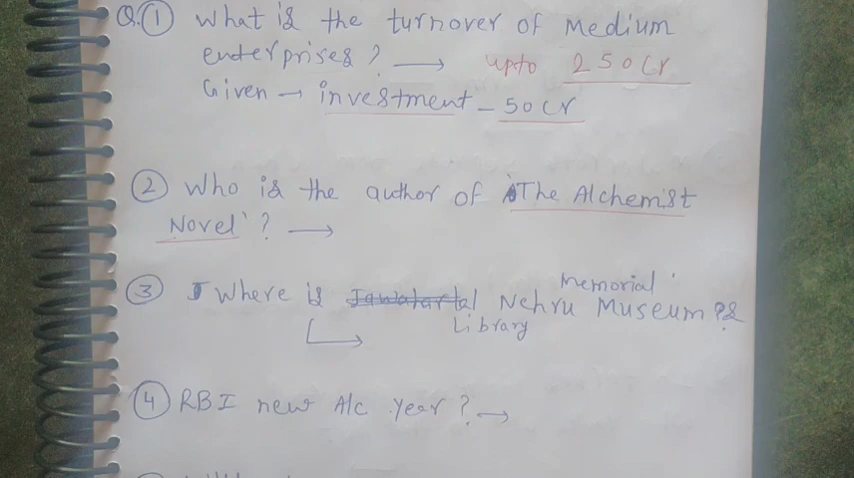 Q.① What is the turnover of medium
enterprises? → upto 250 Cr
Given → investment - 50 Cr
② Who is the author of 'The Alchemist
Novel'? →
③ Where is Nehru Memorial Museum &
Library
④ RBI new A/c year? →